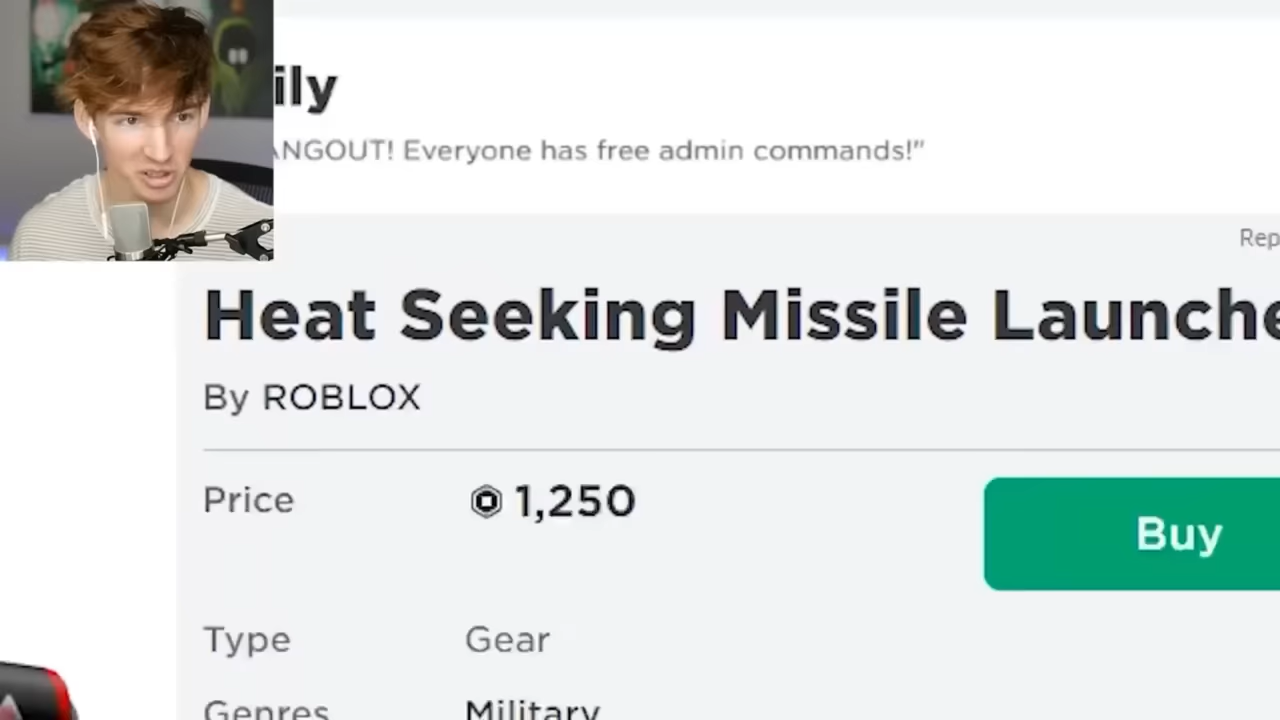 ily
NGOUT! Everyone has free admin commands!"
Rep
Heat Seeking Missile Launche
By ROBLOX
Price 1,250
Buy
Type Gear
Genres Military